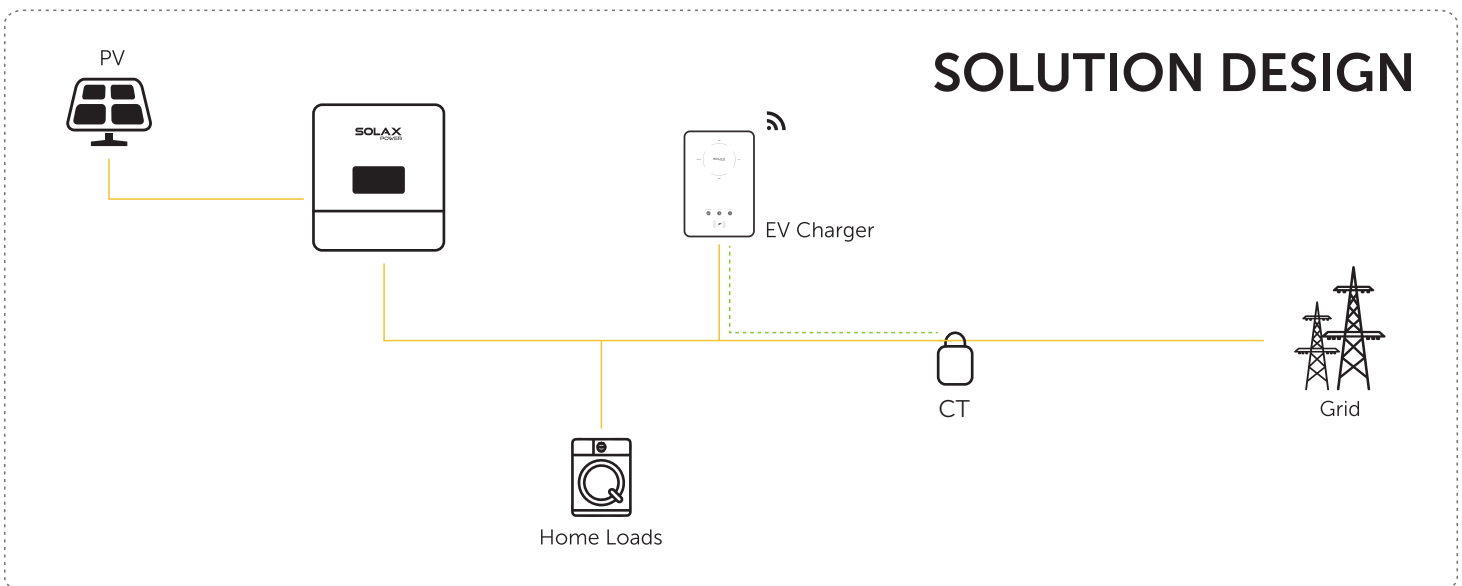 SOLUTION DESIGN
PV
SOLAX
POWER
EV Charger
CT
Grid
Home Loads